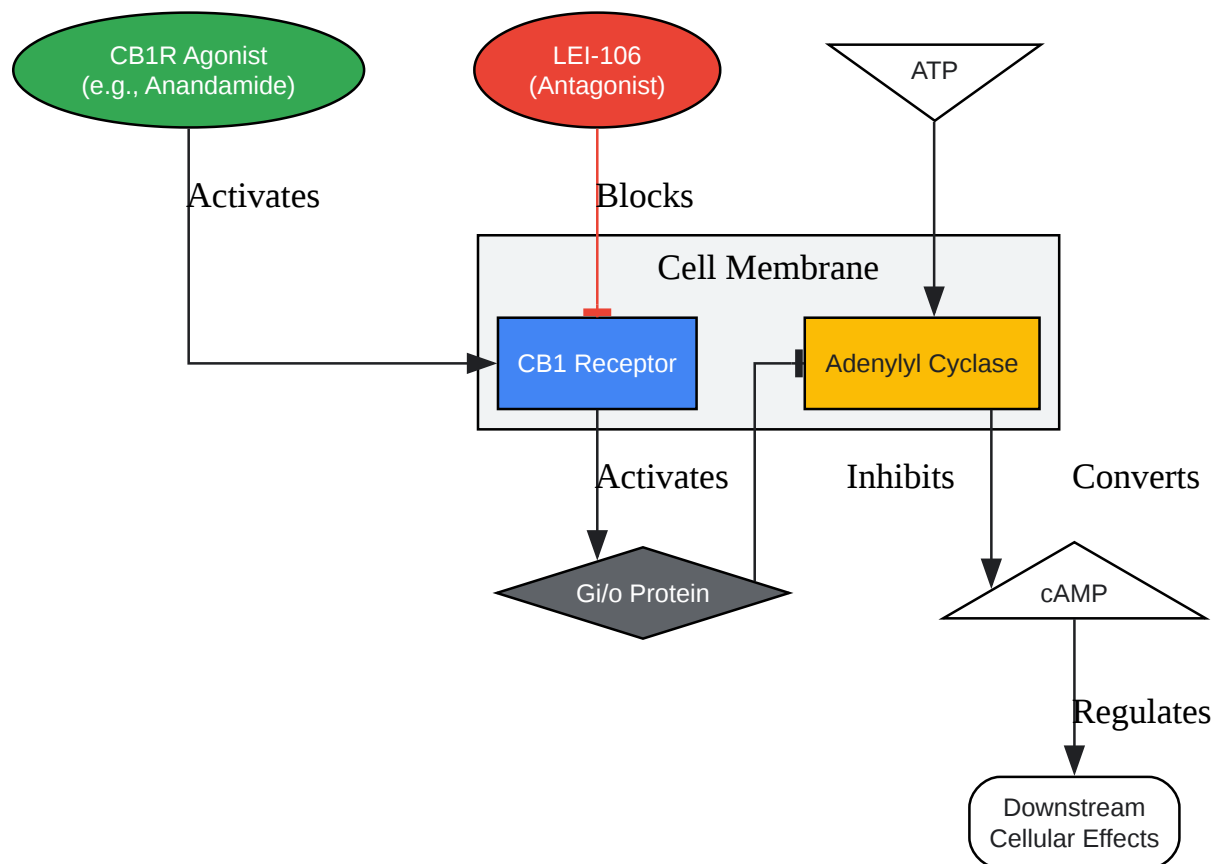 CB1R Agonist
(e.g., Anandamide)
LEI-106
(Antagonist)
ATP
Activates
Blocks
Cell Membrane
CB1 Receptor
Adenylyl Cyclase
Activates
Inhibits
Converts
Gi/o Protein
cAMP
Regulates
Downstream
Cellular Effects